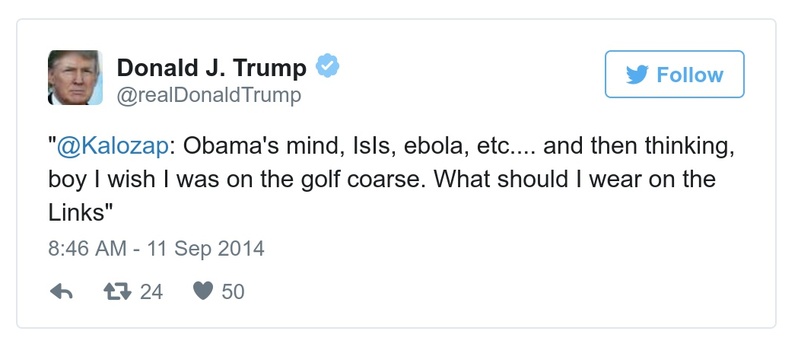 Donald J. Trump
@realDonaldTrump
Follow
"@Kalozap: Obama's mind, IsIs, ebola, etc.... and then thinking,
boy I wish I was on the golf coarse. What should I wear on the
Links"
8:46 AM - 11 Sep 2014
24
50